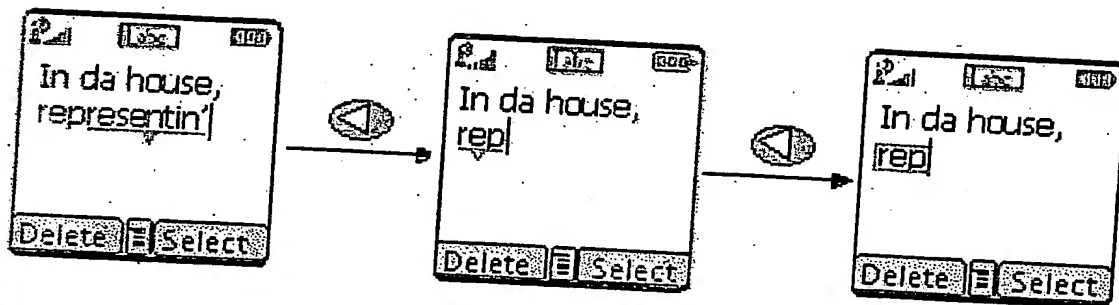 abc
In da house,
representin'
Delete Select
abc
In da house,
rep
Delete Select
abc
In da house,
rep
Delete Select